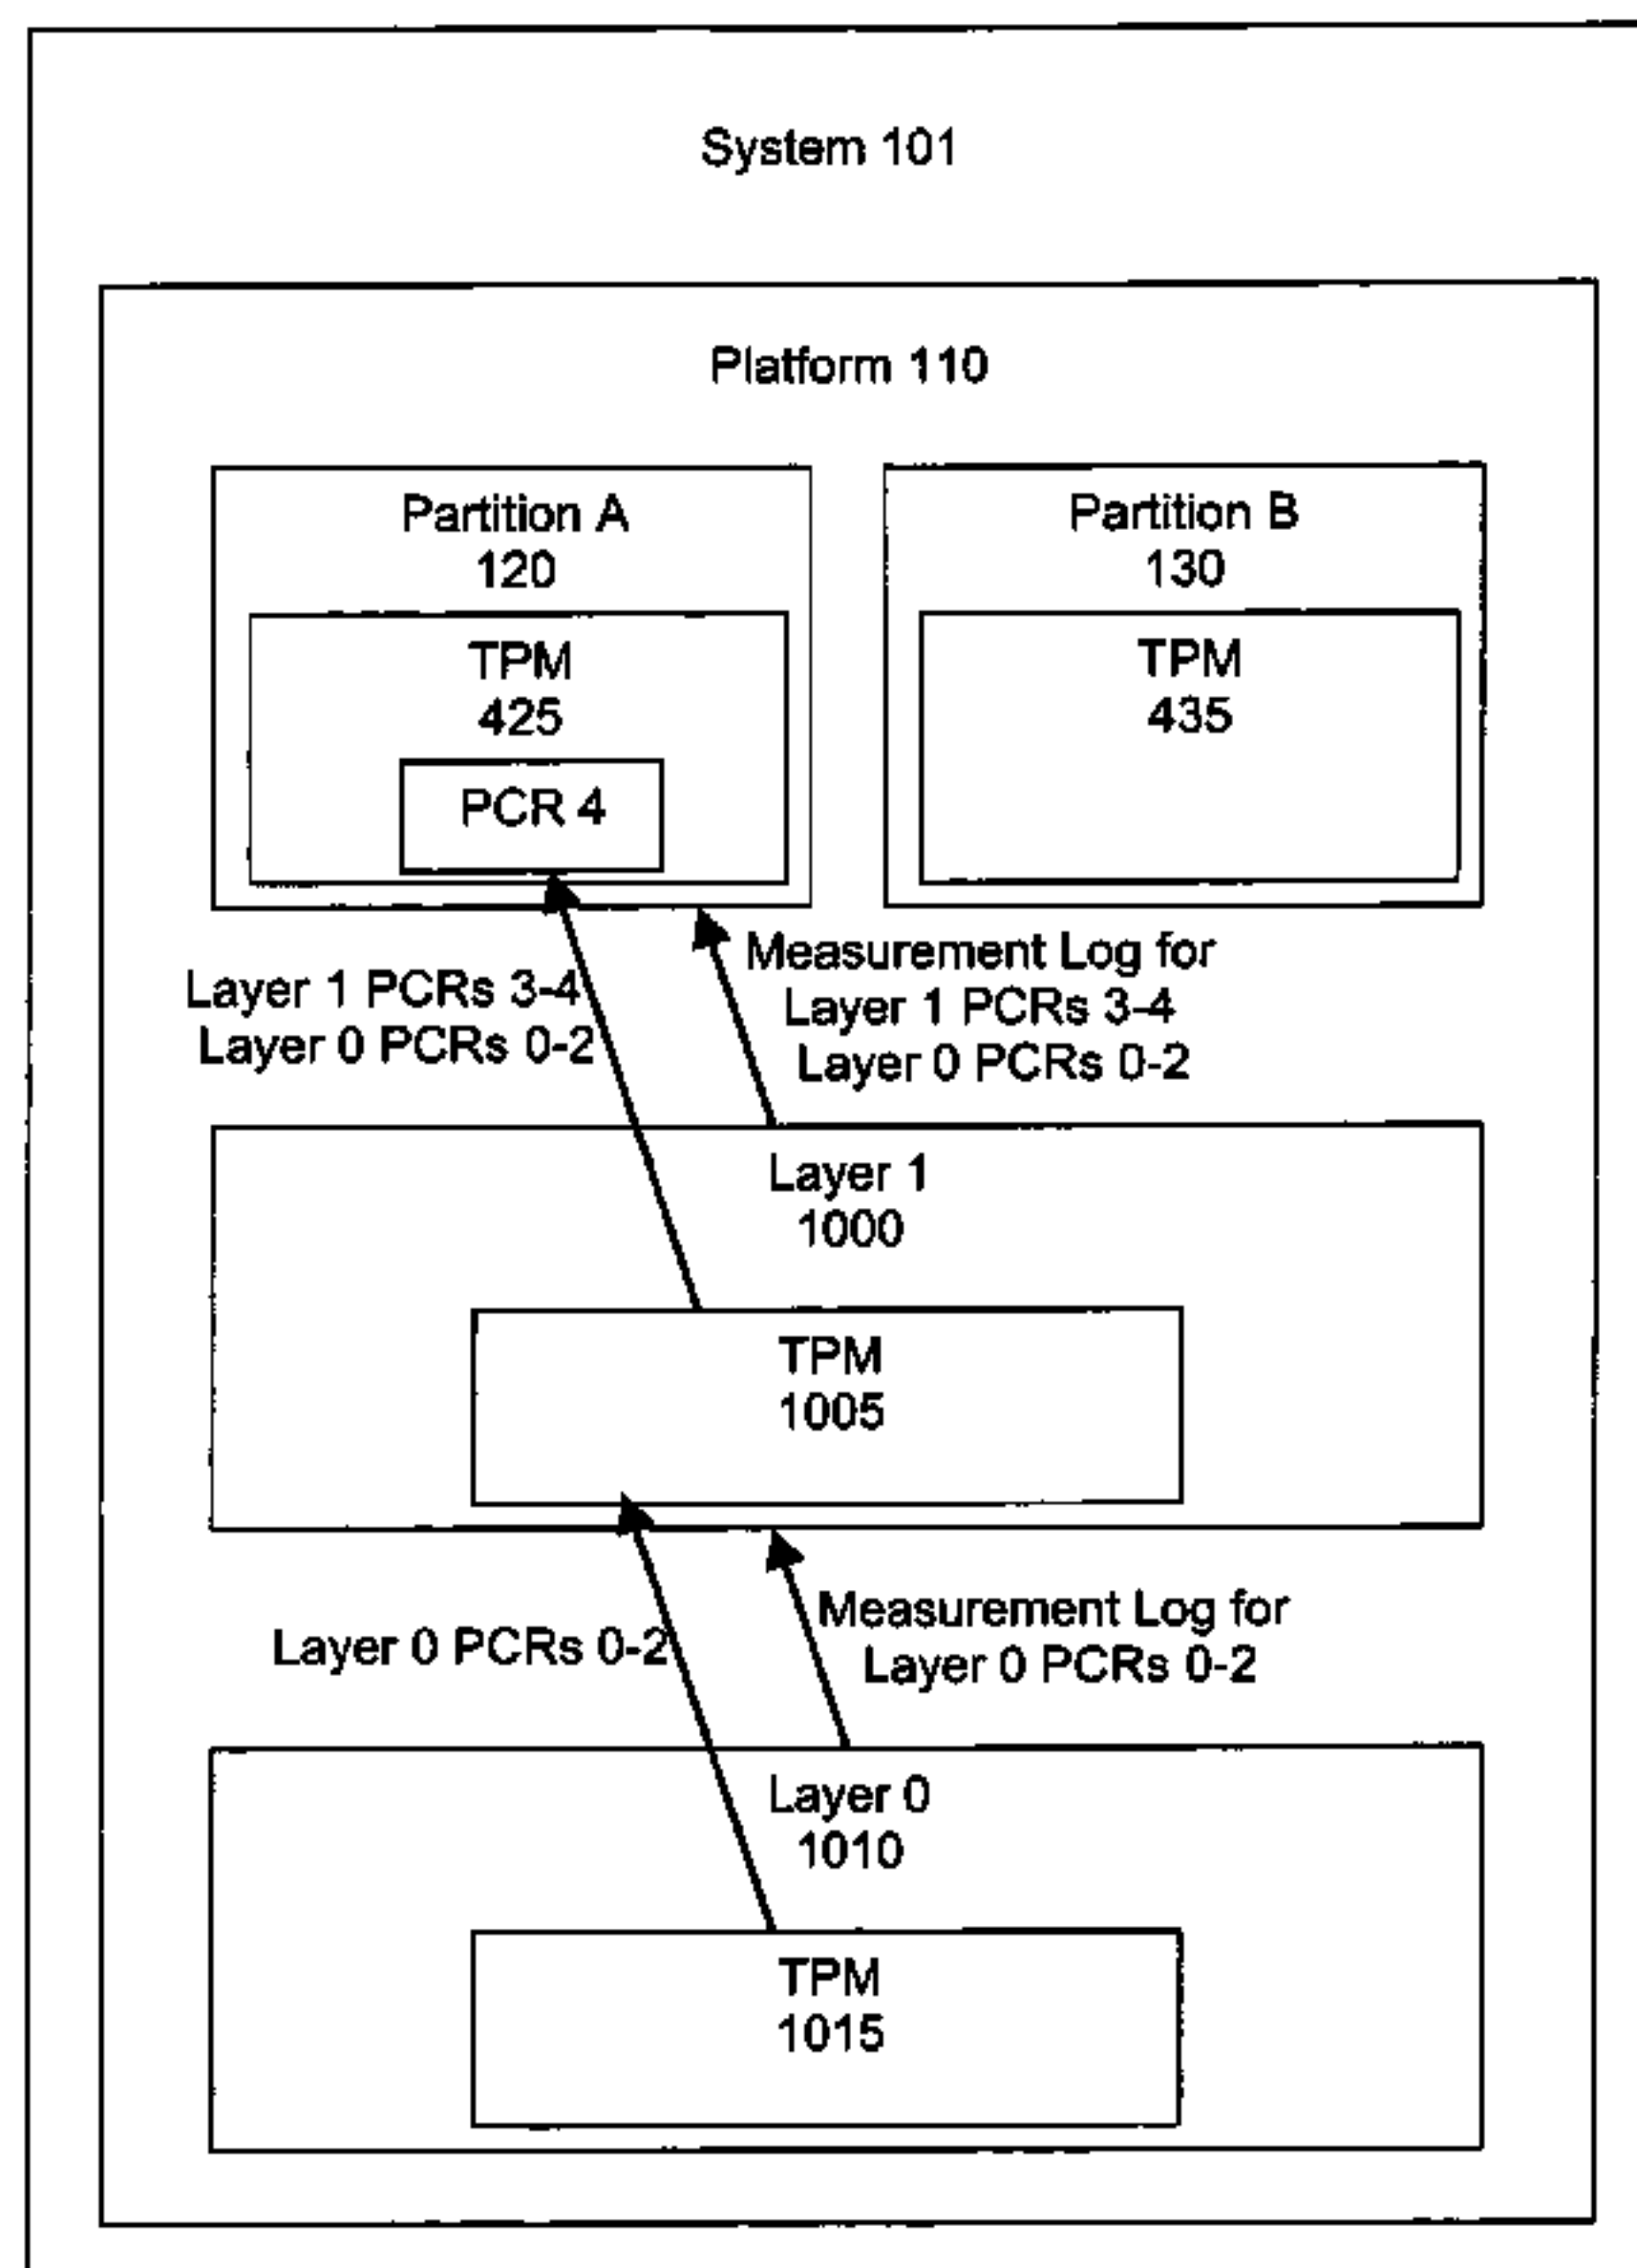 System 101
Platform 110
Partition A
120
TPM
425
PCR 4
Partition B
130
TPM
435
Layer 1 PCRs 3-4
Layer 0 PCRs 0-2
Measurement Log for
Layer 1 PCRs 3-4
Layer 0 PCRs 0-2
Layer 1
1000
TPM
1005
Layer 0 PCRs 0-2
Measurement Log for
Layer 0 PCRs 0-2
Layer 0
1010
TPM
1015